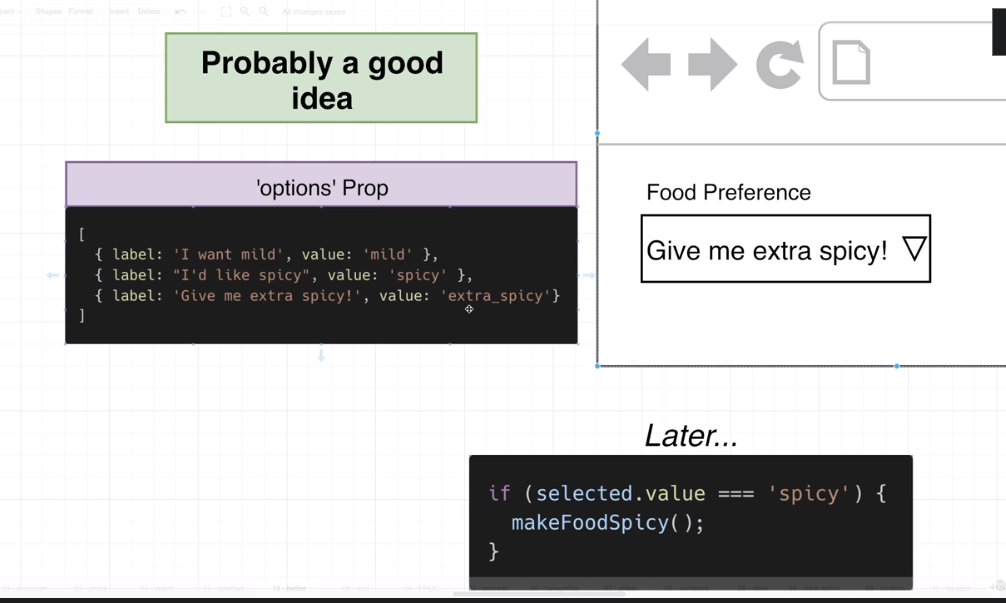 Shapes Format Insert Delete All changes saved
Probably a good
idea
'options' Prop
[
{ label: 'I want mild', value: 'mild' },
{ label: "I'd like spicy", value: 'spicy' },
{ label: 'Give me extra spicy!', value: 'extra_spicy'}
]
Food Preference
Give me extra spicy!
Later...
if (selected.value === 'spicy') {
makeFoodSpicy();
}